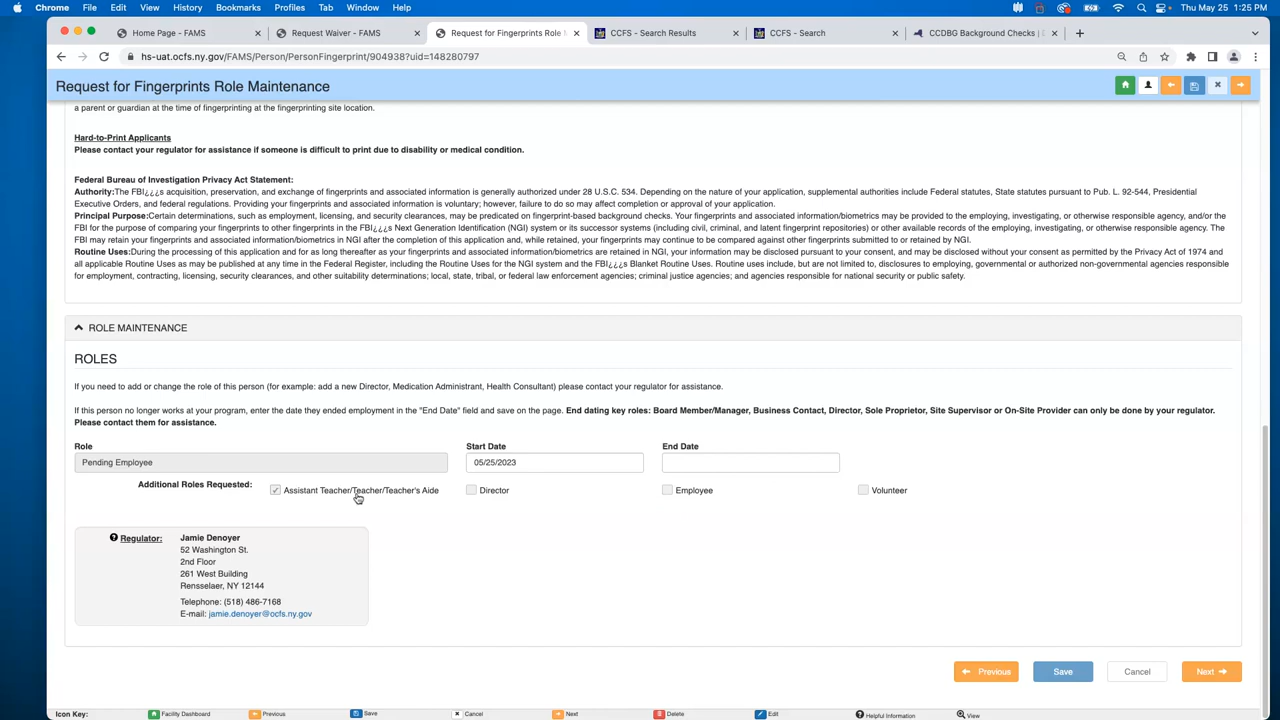 Chrome File Edit View History Bookmarks Profiles Tab Window Help Thu May 25 1:25 PM
Home Page - FAMS Request Waiver - FAMS Request for Fingerprints Role CCFS - Search Results CCFS - Search CCDBG Background Checks |
hs-uat.ocfs.ny.gov/FAMS/Person/PersonFingerprint/904938?uid=148280797
Request for Fingerprints Role Maintenance
a parent or guardian at the time of fingerprinting at the fingerprinting site location.
Hard-to-Print Applicants
Please contact your regulator for assistance if someone is difficult to print due to disability or medical condition.
Federal Bureau of Investigation Privacy Act Statement:
Authority:The FBI¿¿¿s acquisition, preservation, and exchange of fingerprints and associated information is generally authorized under 28 U.S.C. 534. Depending on the nature of your application, supplemental authorities include Federal statutes, State statutes pursuant to Pub. L. 92-544, Presidential
Executive Orders, and federal regulations. Providing your fingerprints and associated information is voluntary; however, failure to do so may affect completion or approval of your application.
Principal Purpose:Certain determinations, such as employment, licensing, and security clearances, may be predicated on fingerprint-based background checks. Your fingerprints and associated information/biometrics may be provided to the employing, investigating, or otherwise responsible agency, and/or the
FBI for the purpose of comparing your fingerprints to other fingerprints in the FBI¿¿¿s Next Generation Identification (NGI) system or its successor systems (including civil, criminal, and latent fingerprint repositories) or other available records of the employing, investigating, or otherwise responsible agency. The
FBI may retain your fingerprints and associated information/biometrics in NGI after the completion of this application and, while retained, your fingerprints may continue to be compared against other fingerprints submitted to or retained by NGI.
Routine Uses:During the processing of this application and for as long thereafter as your fingerprints and associated information/biometrics are retained in NGI, your information may be disclosed pursuant to your consent, and may be disclosed without your consent as permitted by the Privacy Act of 1974 and
all applicable Routine Uses as may be published at any time in the Federal Register, including the Routine Uses for the NGI system and the FBI¿¿¿s Blanket Routine Uses. Routine uses include, but are not limited to, disclosures to employing, governmental or authorized non-governmental agencies responsible
for employment, contracting, licensing, security clearances, and other suitability determinations; local, state, tribal, or federal law enforcement agencies; criminal justice agencies; and agencies responsible for national security or public safety.
ROLE MAINTENANCE
ROLES
If you need to add or change the role of this person (for example: add a new Director, Medication Administrant, Health Consultant) please contact your regulator for assistance.
If this person no longer works at your program, enter the date they ended employment in the "End Date" field and save on the page. End dating key roles: Board Member/Manager, Business Contact, Director, Sole Proprietor, Site Supervisor or On-Site Provider can only be done by your regulator.
Please contact them for assistance.
Role Start Date End Date
Pending Employee 05/25/2023
Additional Roles Requested: Assistant Teacher/Teacher/Teacher's Aide Director Employee Volunteer
Regulator: Jamie Denoyer
52 Washington St.
2nd Floor
261 West Building
Rensselaer, NY 12144
Telephone: (518) 486-7168
E-mail: jamie.denoyer@ocfs.ny.gov
Previous Save Cancel Next
Icon Key: Facility Dashboard Previous Save Cancel Next Delete Edit Helpful Information View